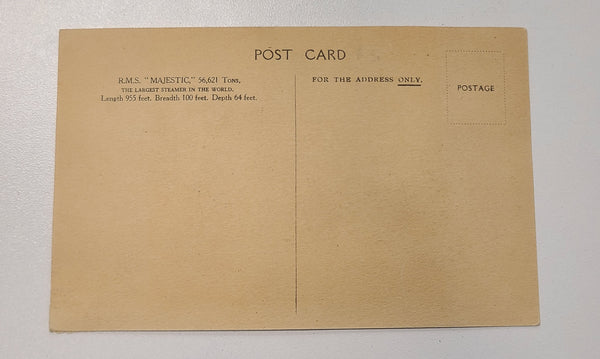 POST CARD
R.M.S. "MAJESTIC," 56,621 Tons,
THE LARGEST STEAMER IN THE WORLD.
Length 955 feet. Breadth 100 feet. Depth 64 feet.
FOR THE ADDRESS ONLY.
POSTAGE